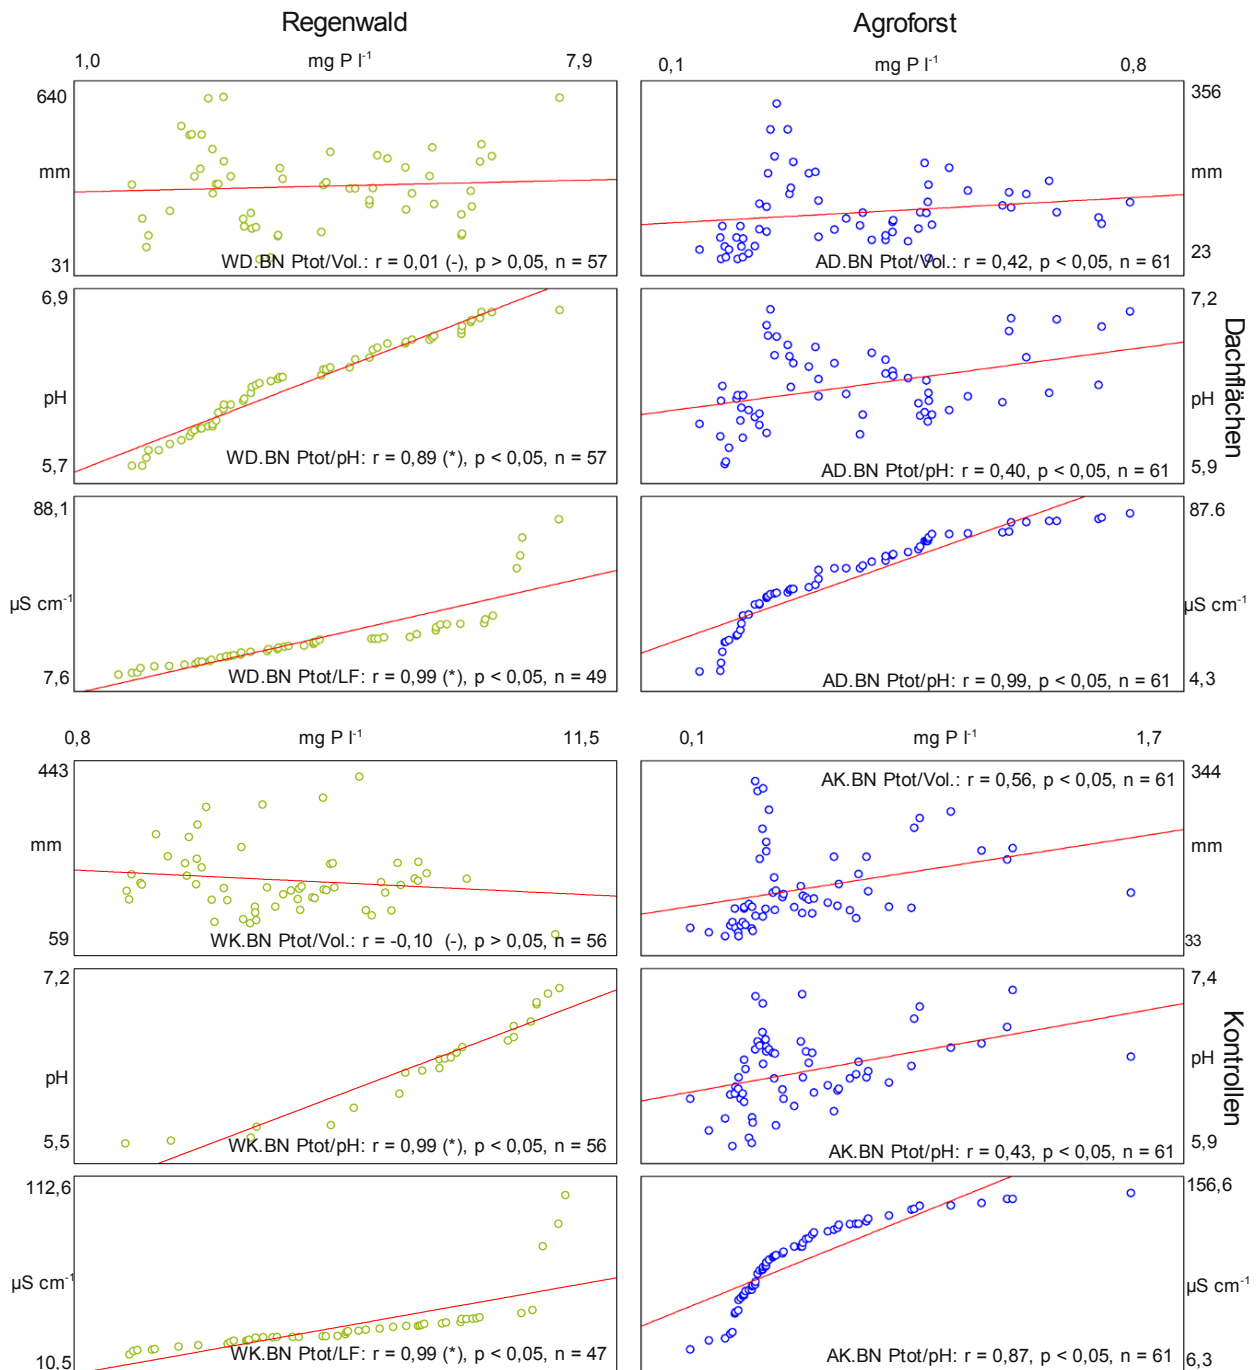 Regenwald Agroforst
1,0 mg P l⁻¹ 7,9 0,1 mg P l⁻¹ 0,8
640 356
mm mm
31 WD.BN Ptot/Vol.: r = 0,01 (-), p > 0,05, n = 57 AD.BN Ptot/Vol.: r = 0,42, p < 0,05, n = 61 23
6,9 7,2
pH pH
5,7 WD.BN Ptot/pH: r = 0,89 (*), p < 0,05, n = 57 AD.BN Ptot/pH: r = 0,40, p < 0,05, n = 61 5,9
Dachflächen
88,1 87.6
µS cm⁻¹ µS cm⁻¹
7,6 WD.BN Ptot/LF: r = 0,99 (*), p < 0,05, n = 49 AD.BN Ptot/pH: r = 0,99, p < 0,05, n = 61 4,3
0,8 mg P l⁻¹ 11,5 0,1 mg P l⁻¹ 1,7
443 AK.BN Ptot/Vol.: r = 0,56, p < 0,05, n = 61 344
mm mm
59 WK.BN Ptot/Vol.: r = -0,10 (-), p > 0,05, n = 56 33
7,2 7,4
pH pH
5,5 WK.BN Ptot/pH: r = 0,99 (*), p < 0,05, n = 56 AK.BN Ptot/pH: r = 0,43, p < 0,05, n = 61 5,9
Kontrollen
112,6 156,6
µS cm⁻¹ µS cm⁻¹
10,5 WK.BN Ptot/LF: r = 0,99 (*), p < 0,05, n = 47 AK.BN Ptot/pH: r = 0,87, p < 0,05, n = 61 6,3